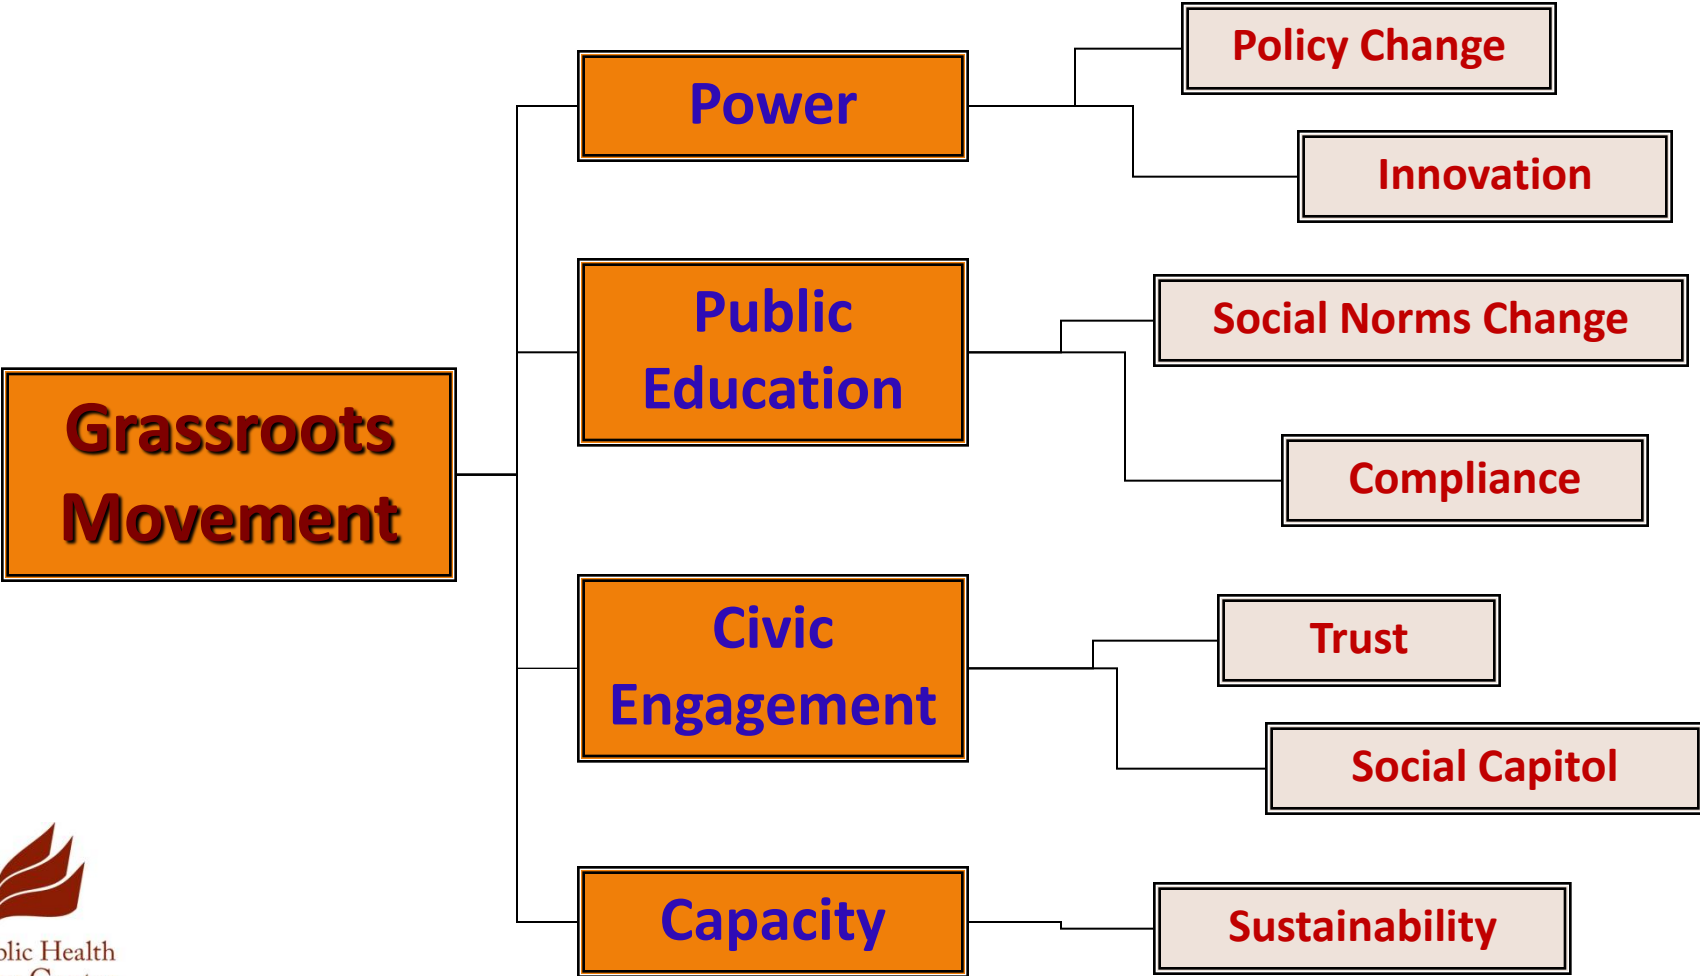 Grassroots
Movement
Power
Policy Change
Innovation
Public
Education
Social Norms Change
Compliance
Civic
Engagement
Trust
Social Capitol
Capacity
Sustainability
Health